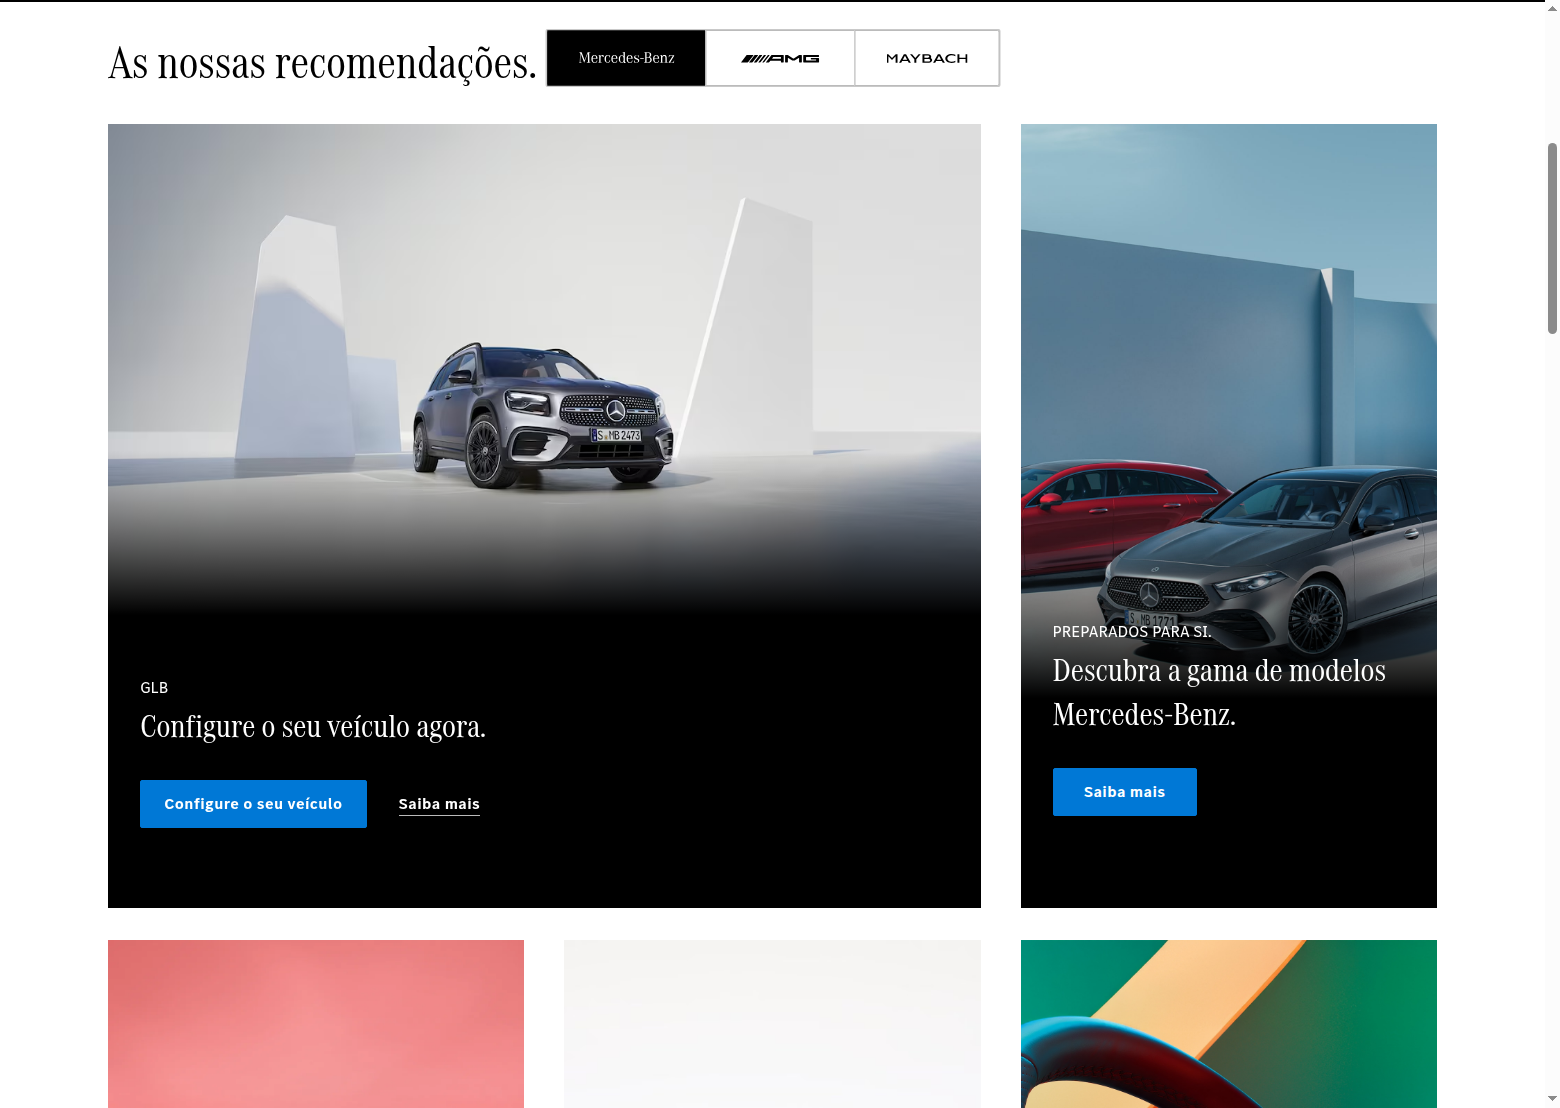 As nossas recomendações.
Mercedes-Benz
AMG
MAYBACH
S MB 2473
S MB 1771
GLB
Configure o seu veículo agora.
Configure o seu veículo
Saiba mais
PREPARADOS PARA SI.
Descubra a gama de modelos
Mercedes-Benz.
Saiba mais